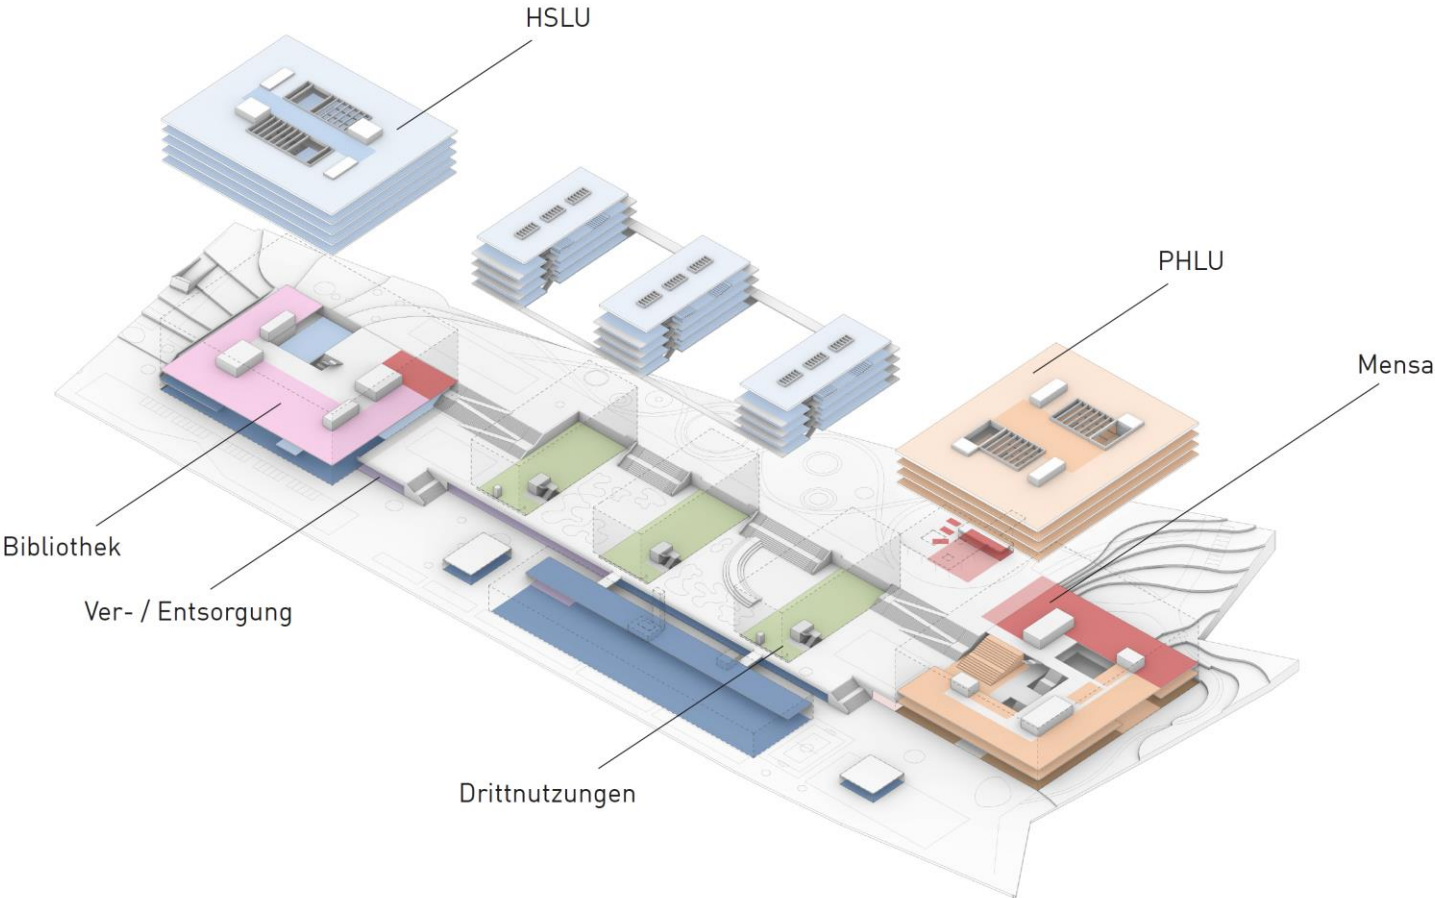 HSLU
PHLU
Mensa
Bibliothek
Ver- / Entsorgung
Drittnutzungen